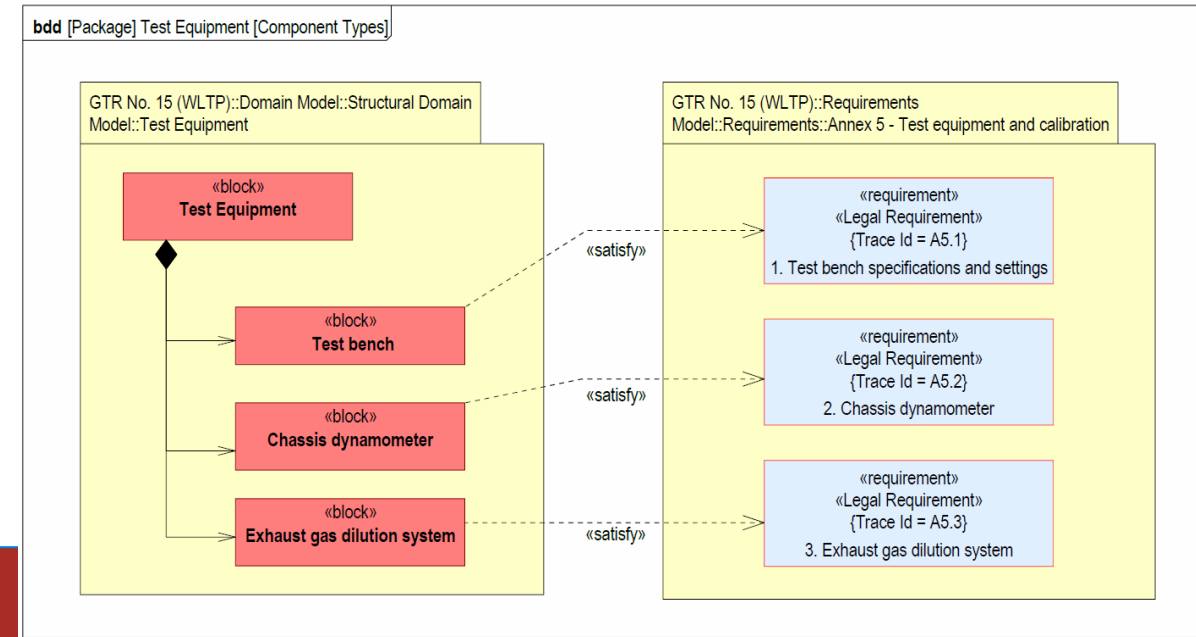 bdd [Package] Test Equipment [Component Types]
GTR No. 15 (WLTP)::Domain Model::Structural Domain
Model::Test Equipment
«block»
Test Equipment
«block»
Test bench
«block»
Chassis dynamometer
«block»
Exhaust gas dilution system
«satisfy»
«satisfy»
«satisfy»
GTR No. 15 (WLTP)::Requirements
Model::Requirements::Annex 5 - Test equipment and calibration
«requirement»
«Legal Requirement»
{Trace Id = A5.1}
1. Test bench specifications and settings
«requirement»
«Legal Requirement»
{Trace Id = A5.2}
2. Chassis dynamometer
«requirement»
«Legal Requirement»
{Trace Id = A5.3}
3. Exhaust gas dilution system